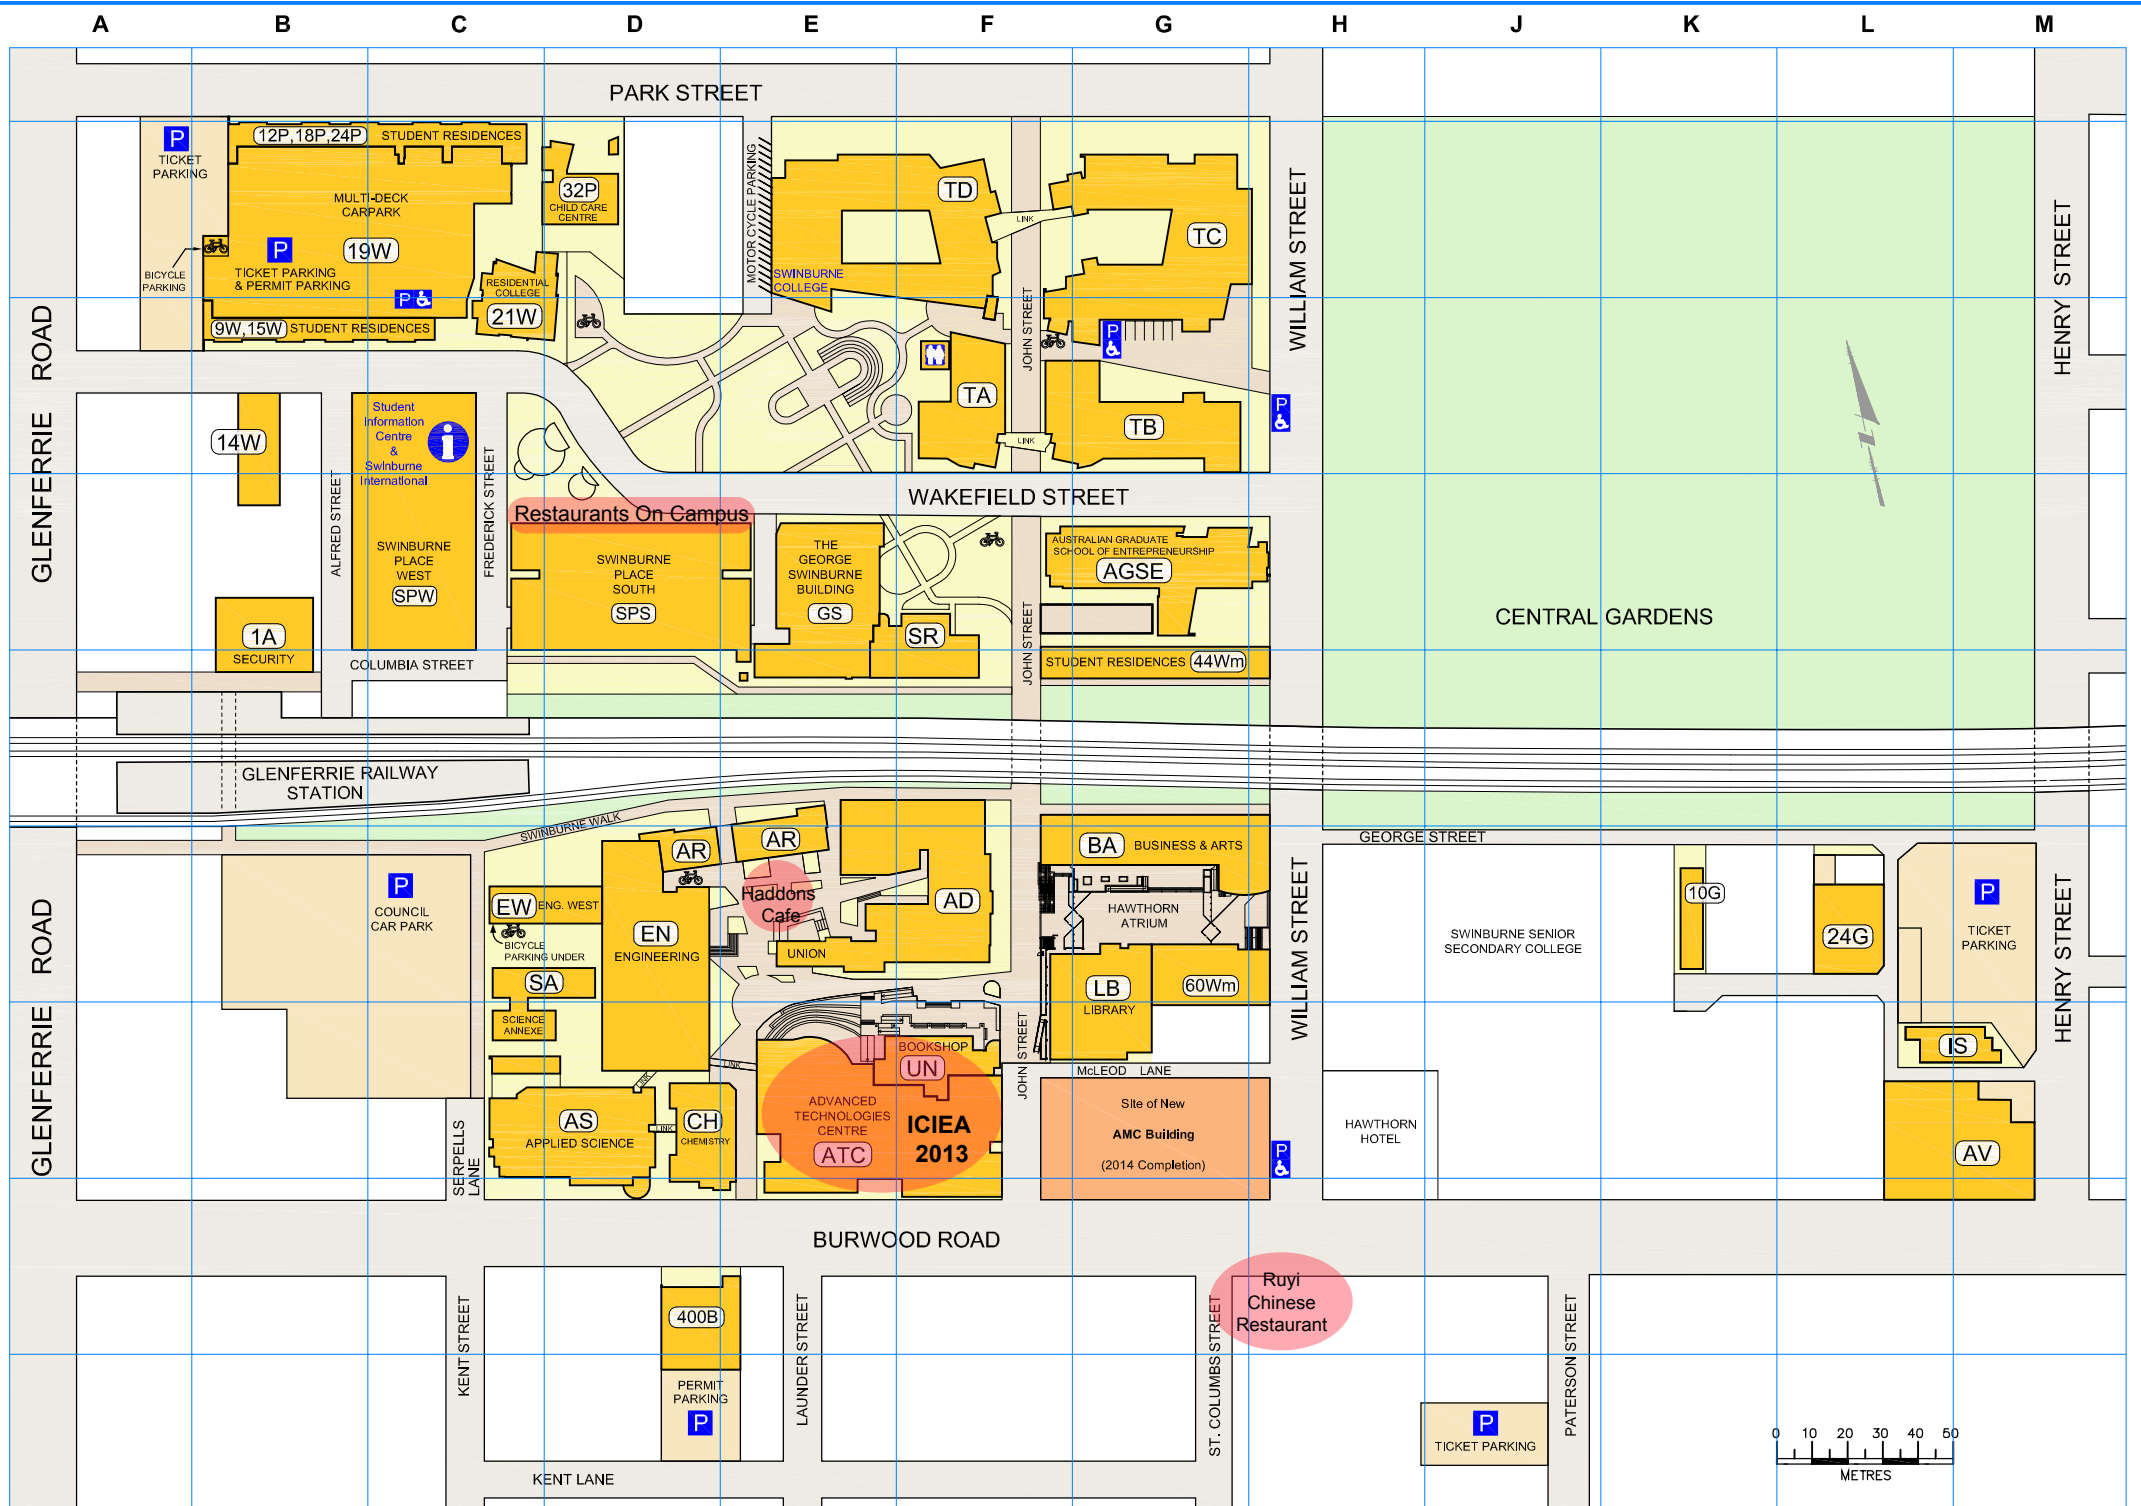 A B C D E F G H J K L M
PARK STREET
P
TICKET
PARKING
12P,18P,24P STUDENT RESIDENCES
MULTI-DECK
CARPARK
P
19W
TICKET PARKING
& PERMIT PARKING
P
BICYCLE
PARKING
9W,15W STUDENT RESIDENCES
32P
CHILD CARE
CENTRE
RESIDENTIAL
COLLEGE
21W
MOTOR CYCLE PARKING
TD
SWINBURNE
COLLEGE
LINK
TC
JOHN STREET
P
TA
LINK
TB
P
WILLIAM STREET
HENRY STREET
GLENFERRIE ROAD
14W
Student
Information
Centre
&
Swinburne
International
i
ALFRED STREET
FREDERICK STREET
WAKEFIELD STREET
Restaurants On Campus
SWINBURNE
PLACE
WEST
SPW
SWINBURNE
PLACE
SOUTH
SPS
THE
GEORGE
SWINBURNE
BUILDING
GS
SR
AUSTRALIAN GRADUATE
SCHOOL OF ENTREPRENEURSHIP
AGSE
JOHN STREET
CENTRAL GARDENS
1A
SECURITY
COLUMBIA STREET
STUDENT RESIDENCES 44Wm
GLENFERRIE RAILWAY
STATION
SWINBURNE WALK
GEORGE STREET
GLENFERRIE ROAD
P
COUNCIL
CAR PARK
AR
AR
EW ENG. WEST
BICYCLE
PARKING UNDER
EN
ENGINEERING
Haddons
Cafe
AD
UNION
BA BUSINESS & ARTS
HAWTHORN
ATRIUM
WILLIAM STREET
SWINBURNE SENIOR
SECONDARY COLLEGE
10G
24G
P
TICKET
PARKING
HENRY STREET
SA
SCIENCE
ANNEXE
LB
LIBRARY
60Wm
LINK
LINK
BOOKSHOP
UN
JOHN STREET
McLEOD LANE
IS
AS
APPLIED SCIENCE
LINK
CH
CHEMISTRY
ADVANCED
TECHNOLOGIES
CENTRE
ATC
ICIEA
2013
Site of New
AMC Building
(2014 Completion)
P
HAWTHORN
HOTEL
AV
SERPELLS
LANE
BURWOOD ROAD
KENT STREET
400B
PERMIT
PARKING
P
LAUNDER STREET
ST. COLUMBS STREET
Ruyi
Chinese
Restaurant
PATERSON STREET
P
TICKET PARKING
KENT LANE
0 10 20 30 40 50
METRES